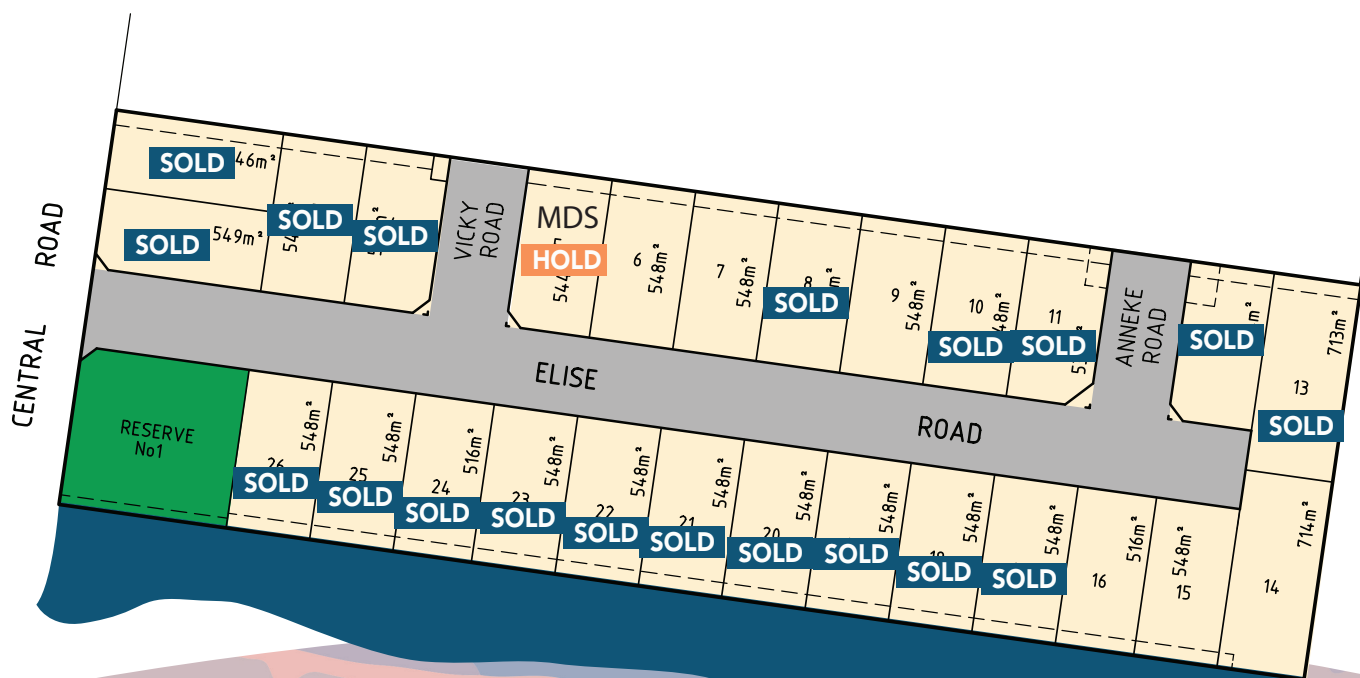 CENTRAL ROAD
SOLD 46m²
SOLD 549m²
SOLD
SOLD
VICKY
ROAD
MDS
HOLD
6 548m²
7 548m²
SOLD
9 548m²
10
SOLD
11
SOLD
ANNEKE
ROAD
SOLD
713m²
13
SOLD
ELISE ROAD
RESERVE
No1
548m²
26
SOLD
548m²
25
SOLD
516m²
24
SOLD
548m²
23
SOLD
548m²
22
SOLD
548m²
21
SOLD
548m²
20
SOLD
548m²
SOLD
548m²
SOLD
548m²
SOLD
516m²
16
548m²
15
714m²
14